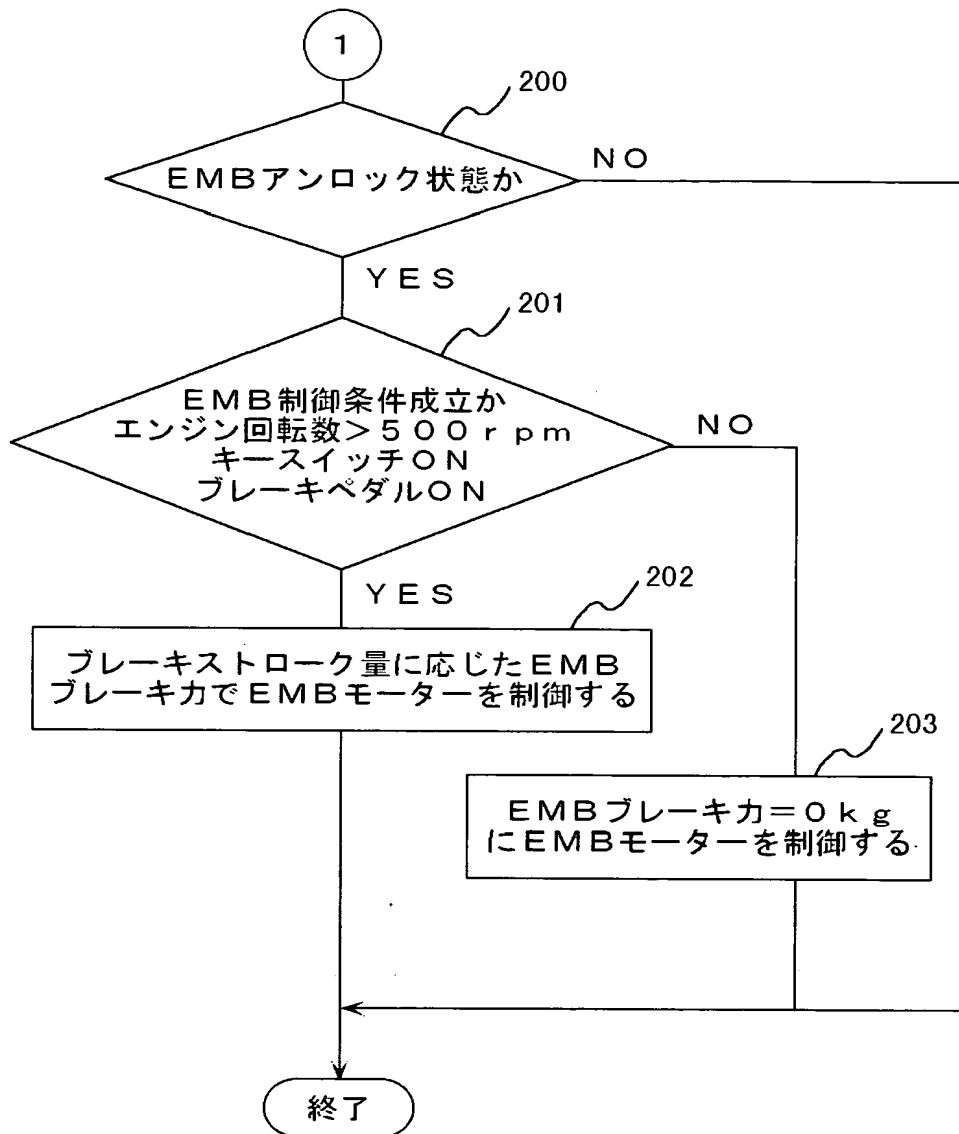 1
200
EMBアンロック状態か
NO
YES
201
EMB制御条件成立か
エンジン回転数>500rpm
キースイッチON
ブレーキペダルON
NO
YES
202
ブレーキストローク量に応じたEMB
ブレーキ力でEMBモーターを制御する
203
EMBブレーキ力=0kg
にEMBモーターを制御する
終了